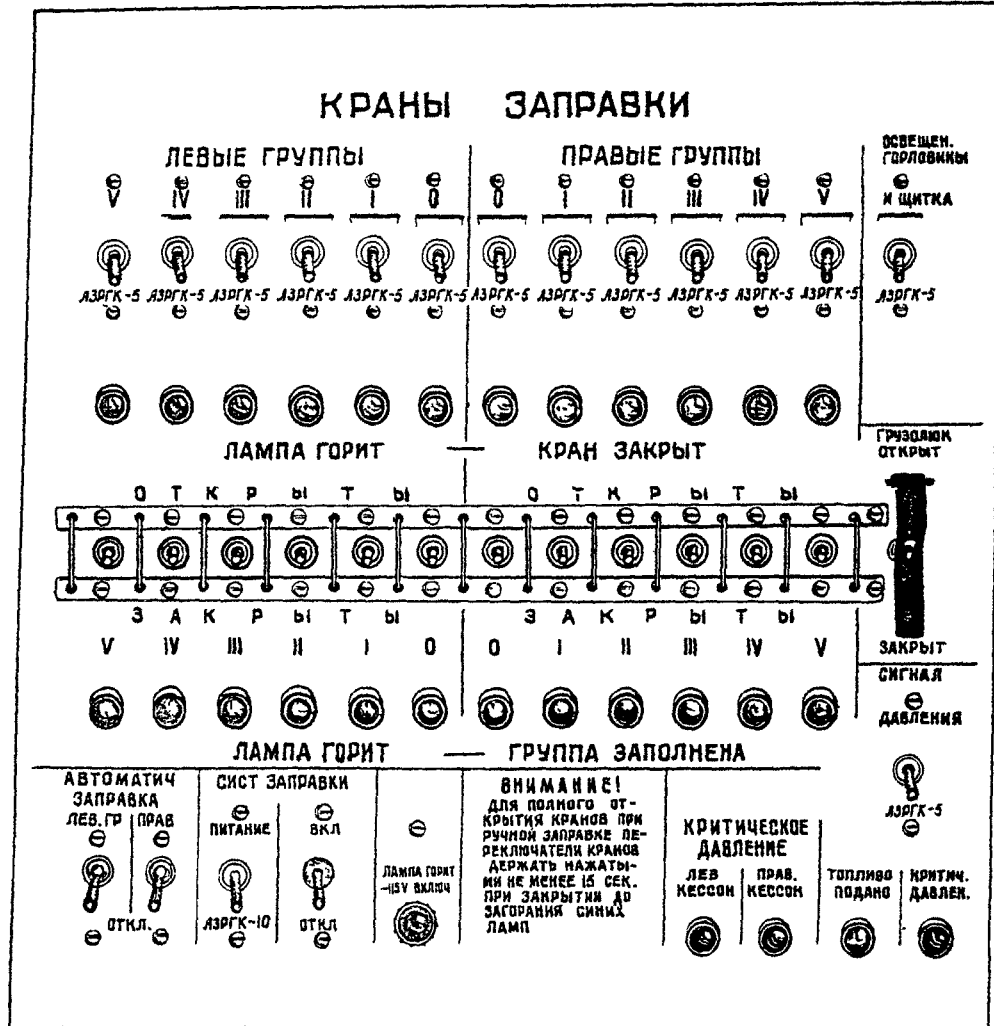 КРАНЫ ЗАПРАВКИ
ЛЕВЫЕ ГРУППЫ
ПРАВЫЕ ГРУППЫ
ОСВЕЩЕН.
ГОРЛОВИНЫ
И ЩИТКА
V IV III II I 0 0 I II III IV V
АЗРГК-5 АЗРГК-5 АЗРГК-5 АЗРГК-5 АЗРГК-5 АЗРГК-5 АЗРГК-5 АЗРГК-5 АЗРГК-5 АЗРГК-5 АЗРГК-5 АЗРГК-5 АЗРГК-5
ЛАМПА ГОРИТ — КРАН ЗАКРЫТ
ГРУЗОЛЮК
ОТКРЫТ
ОТКРЫТЫ ОТКРЫТЫ
ЗАКРЫТЫ ЗАКРЫТЫ
V IV III II I 0 0 I II III IV V
ЗАКРЫТ
СИГНАЛ
ДАВЛЕНИЯ
АЗРГК-5
ЛАМПА ГОРИТ — ГРУППА ЗАПОЛНЕНА
АВТОМАТИЧ
ЗАПРАВКА
ЛЕВ.ГР ПРАВ
ОТКЛ.
СИСТ ЗАПРАВКИ
ПИТАНИЕ
АЗРГК-10
ВКЛ
ОТКЛ
ЛАМПА ГОРИТ
~115V ВКЛЮЧ
ВНИМАНИЕ!
ДЛЯ ПОЛНОГО ОТ-
КРЫТИЯ КРАНОВ ПРИ
РУЧНОЙ ЗАПРАВКЕ ПЕ-
РЕКЛЮЧАТЕЛИ КРАНОВ
ДЕРЖАТЬ НАЖАТЫ-
МИ НЕ МЕНЕЕ 15 СЕК.
ПРИ ЗАКРЫТИИ ДО
ЗАГОРАНИЯ СИНИХ
ЛАМП
КРИТИЧЕСКОЕ
ДАВЛЕНИЕ
ЛЕВ
КЕССОН
ПРАВ.
КЕССОН
ТОПЛИВО
ПОДАНО
КРИТИЧ.
ДАВЛЕН.